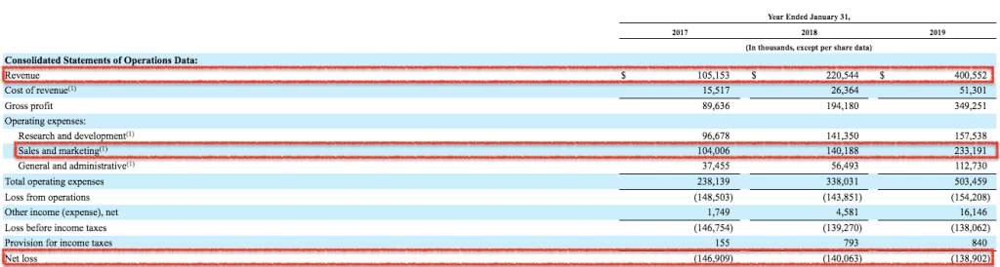 Year Ended January 31,
2017 2018 2019
(In thousands, except per share data)
Consolidated Statements of Operations Data:
Revenue $ 105,153 $ 220,544 $ 400,552
Cost of revenue(1) 15,517 26,364 51,301
Gross profit 89,636 194,180 349,251
Operating expenses:
Research and development(1) 96,678 141,350 157,538
Sales and marketing(1) 104,006 140,188 233,191
General and administrative(1) 37,455 56,493 112,730
Total operating expenses 238,139 338,031 503,459
Loss from operations (148,503) (143,851) (154,208)
Other income (expense), net 1,749 4,581 16,146
Loss before income taxes (146,754) (139,270) (138,062)
Provision for income taxes 155 793 840
Net loss (146,909) (140,063) (138,902)